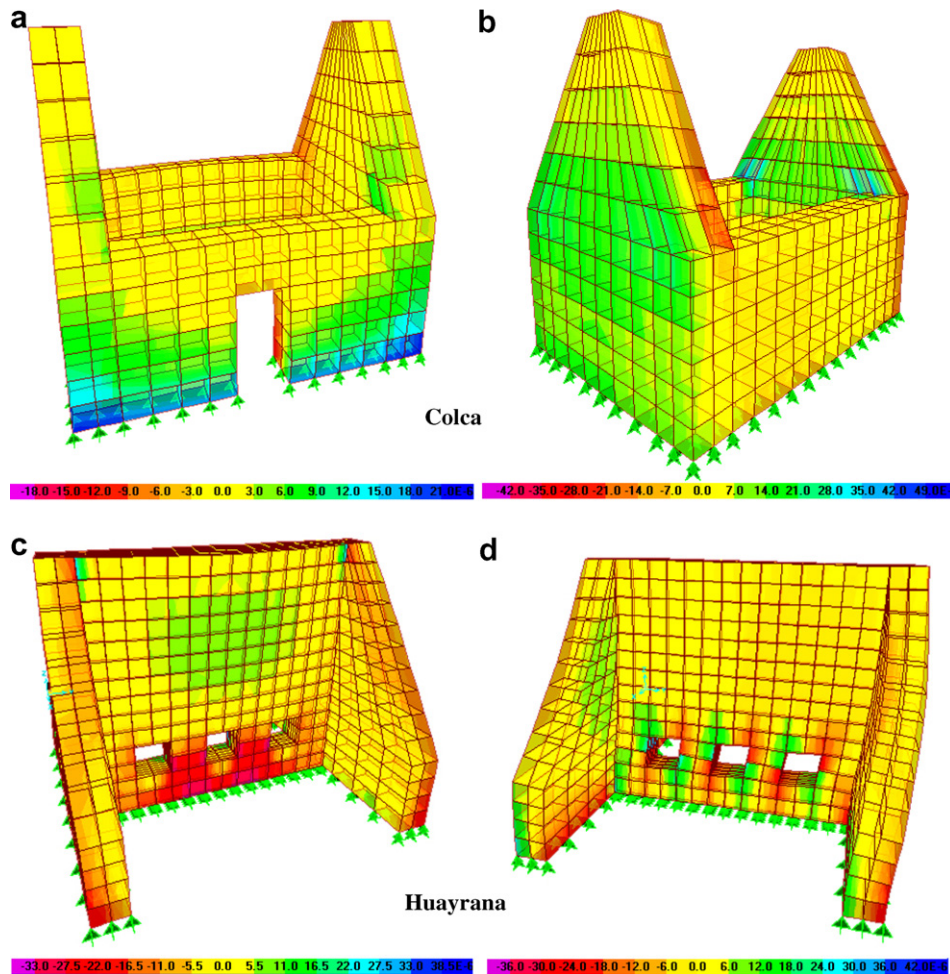 a
b
Colca
-18.0 -15.0 -12.0 -9.0 -6.0 -3.0 0.0 3.0 6.0 9.0 12.0 15.0 18.0 21.0E-6
-42.0 -35.0 -28.0 -21.0 -14.0 -7.0 0.0 7.0 14.0 21.0 28.0 35.0 42.0 49.0E
c
d
Huayrana
-33.0 -27.5 -22.0 -16.5 -11.0 -5.5 0.0 5.5 11.0 16.5 22.0 27.5 33.0 38.5E-6
-36.0 -30.0 -24.0 -18.0 -12.0 -6.0 0.0 6.0 12.0 18.0 24.0 30.0 36.0 42.0E